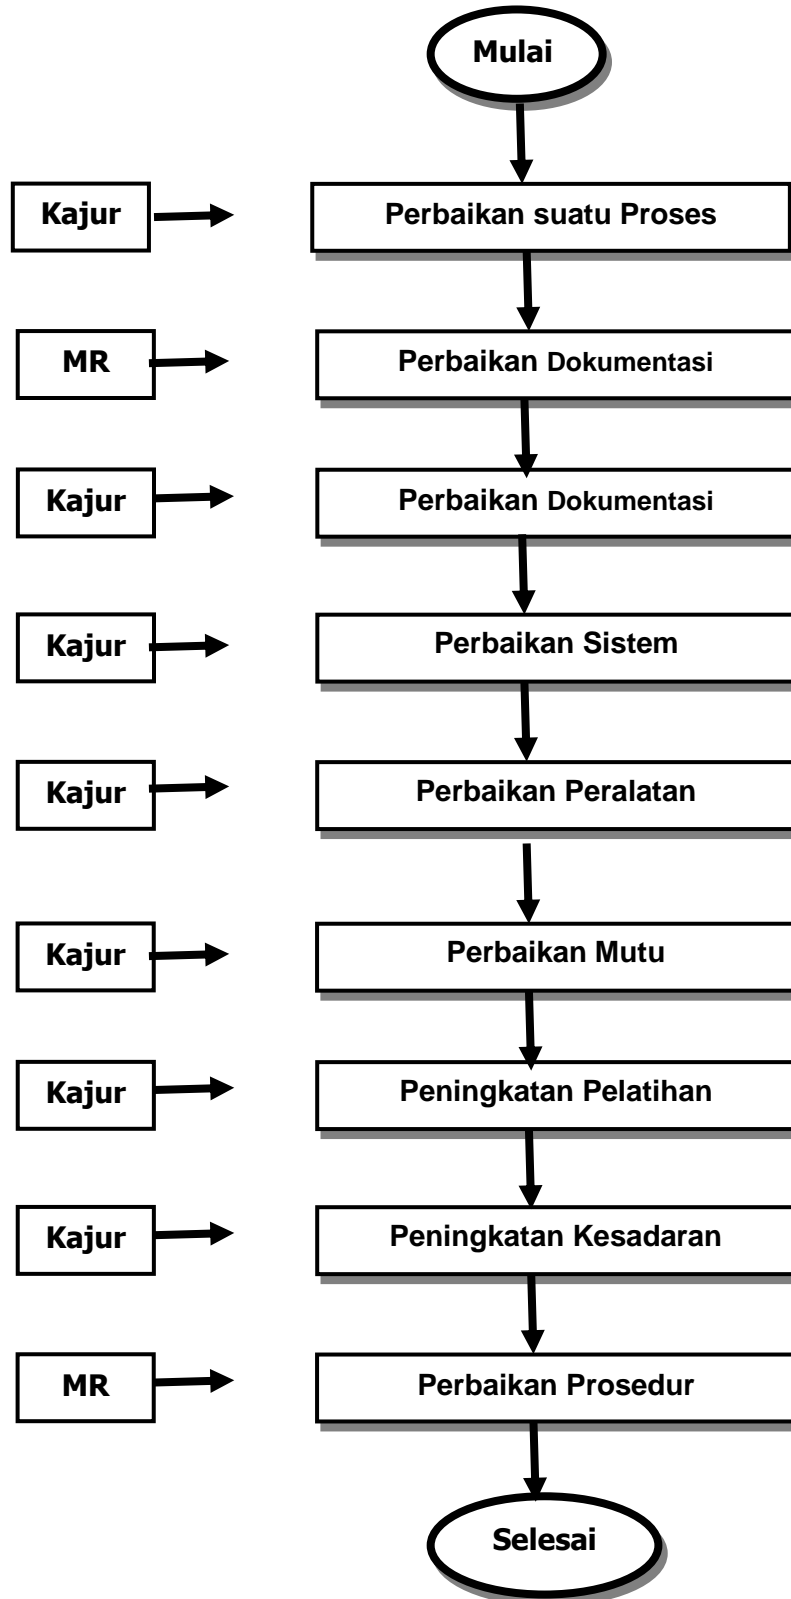 Mulai
Kajur
Perbaikan suatu Proses
MR
Perbaikan Dokumentasi
Kajur
Perbaikan Dokumentasi
Kajur
Perbaikan Sistem
Kajur
Perbaikan Peralatan
Kajur
Perbaikan Mutu
Kajur
Peningkatan Pelatihan
Kajur
Peningkatan Kesadaran
MR
Perbaikan Prosedur
Selesai